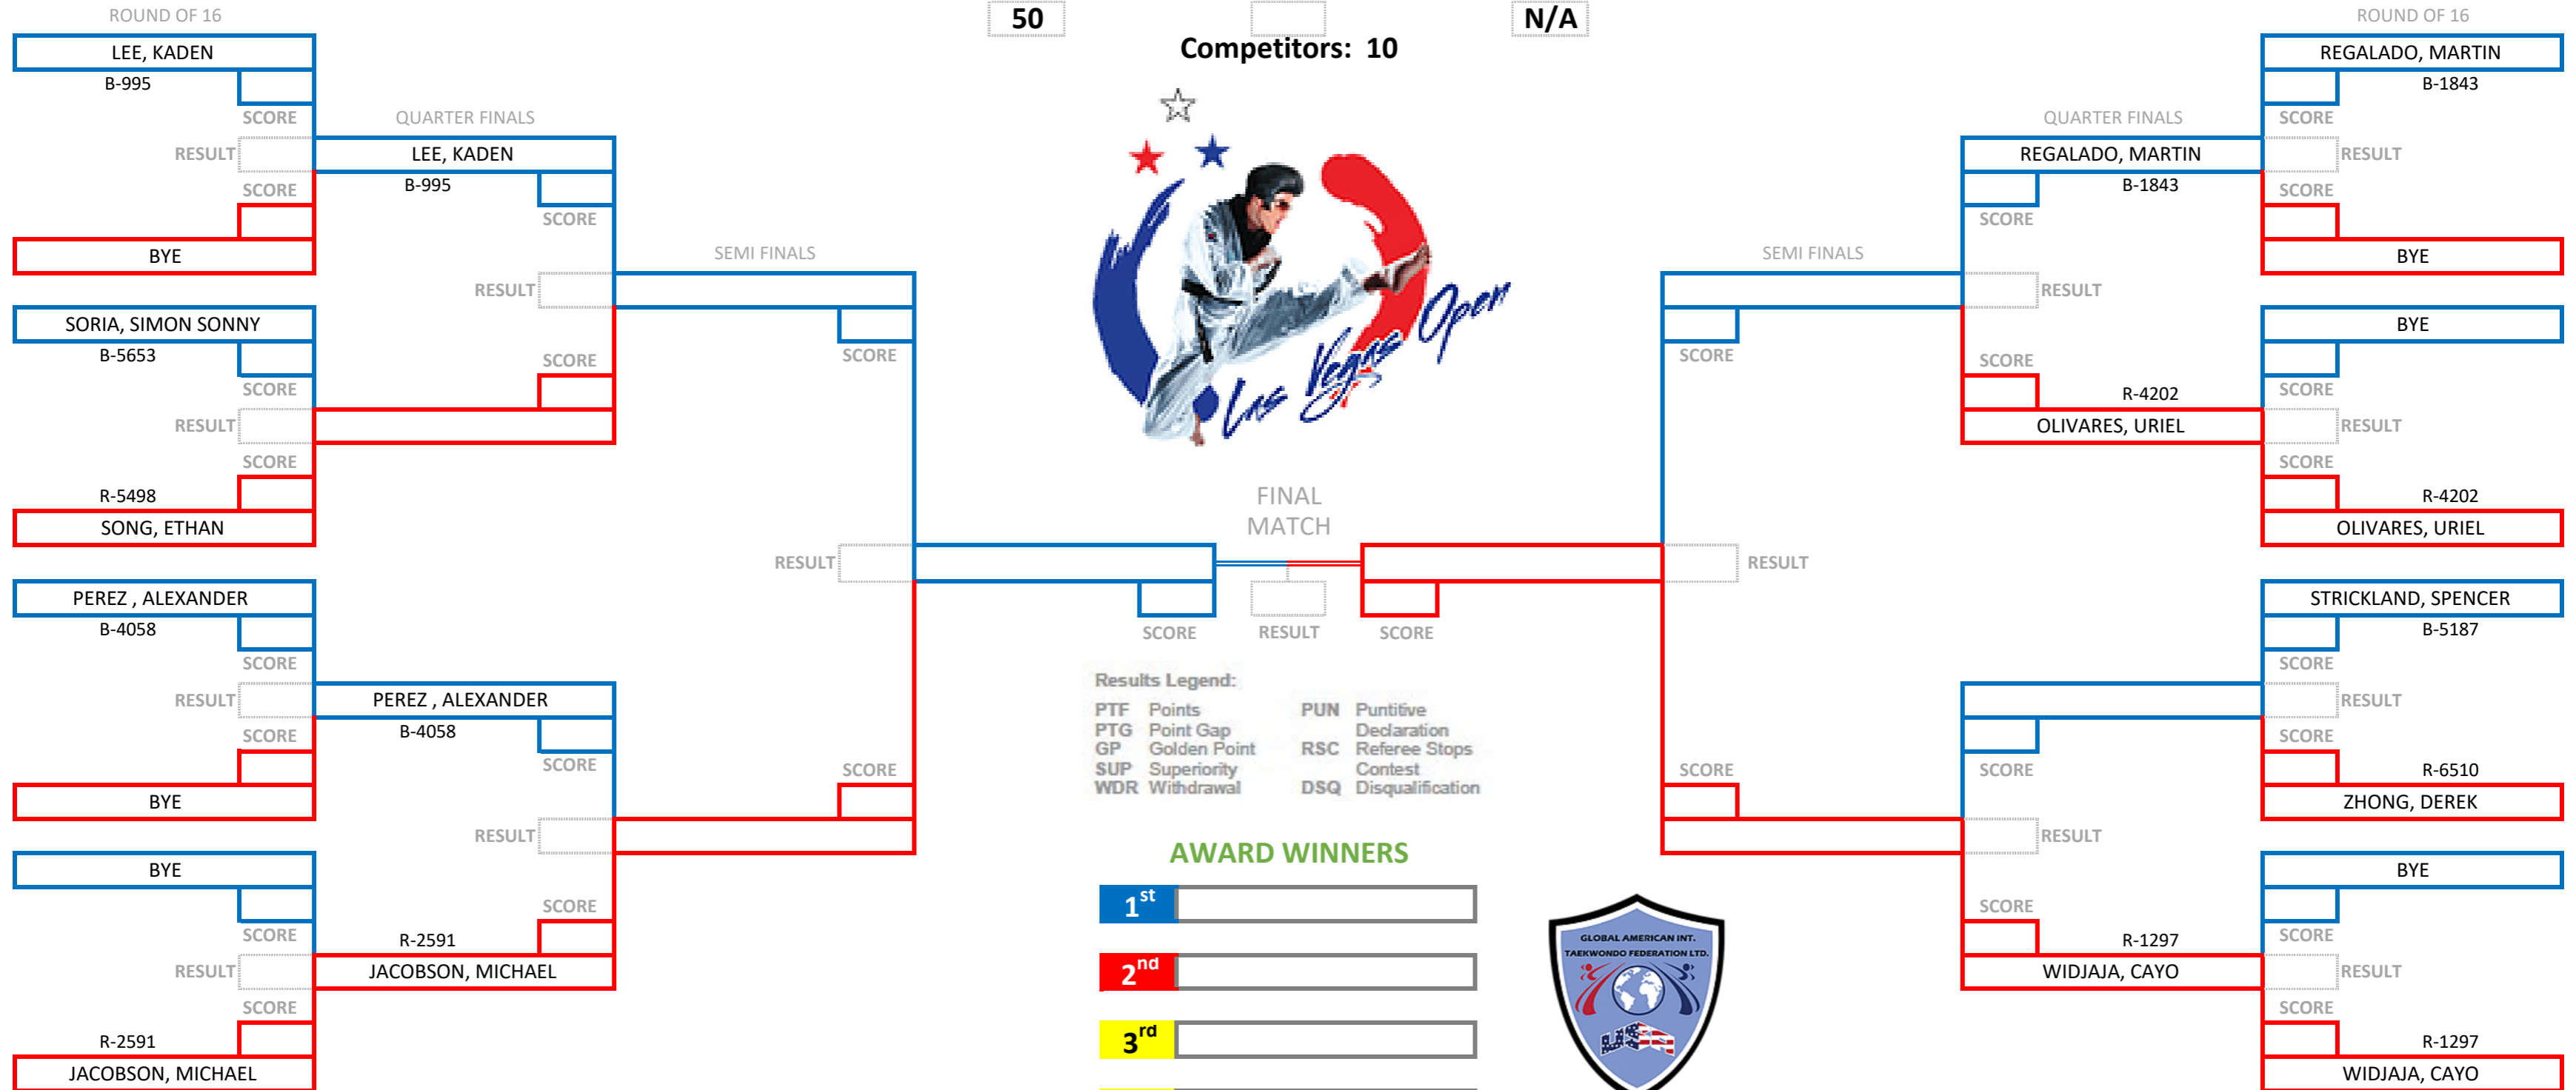 ROUND OF 16
50
N/A
ROUND OF 16
Competitors: 10
LEE, KADEN
B-995
SCORE
RESULT
SCORE
BYE
SORIA, SIMON SONNY
B-5653
SCORE
RESULT
SCORE
R-5498
SONG, ETHAN
PEREZ , ALEXANDER
B-4058
SCORE
RESULT
SCORE
BYE
BYE
SCORE
RESULT
SCORE
R-2591
JACOBSON, MICHAEL
QUARTER FINALS
LEE, KADEN
B-995
SCORE
RESULT
SCORE
PEREZ , ALEXANDER
B-4058
SCORE
RESULT
SCORE
R-2591
JACOBSON, MICHAEL
SEMI FINALS
SCORE
RESULT
SCORE
Las Vegas Open
FINAL
MATCH
SCORE
RESULT
SCORE
Results Legend:
PTF Points
PTG Point Gap
GP Golden Point
SUP Superiority
WDR Withdrawal
PUN Puntitive
Declaration
RSC Referee Stops
Contest
DSQ Disqualification
AWARD WINNERS
1st
2nd
3rd
GLOBAL AMERICAN INT.
TAEKWONDO FEDERATION LTD.
USA
SEMI FINALS
SCORE
RESULT
SCORE
QUARTER FINALS
REGALADO, MARTIN
B-1843
SCORE
RESULT
SCORE
R-4202
OLIVARES, URIEL
SCORE
RESULT
SCORE
R-1297
WIDJAJA, CAYO
REGALADO, MARTIN
B-1843
SCORE
RESULT
SCORE
BYE
BYE
SCORE
RESULT
SCORE
R-4202
OLIVARES, URIEL
STRICKLAND, SPENCER
B-5187
SCORE
RESULT
SCORE
R-6510
ZHONG, DEREK
BYE
SCORE
RESULT
SCORE
R-1297
WIDJAJA, CAYO